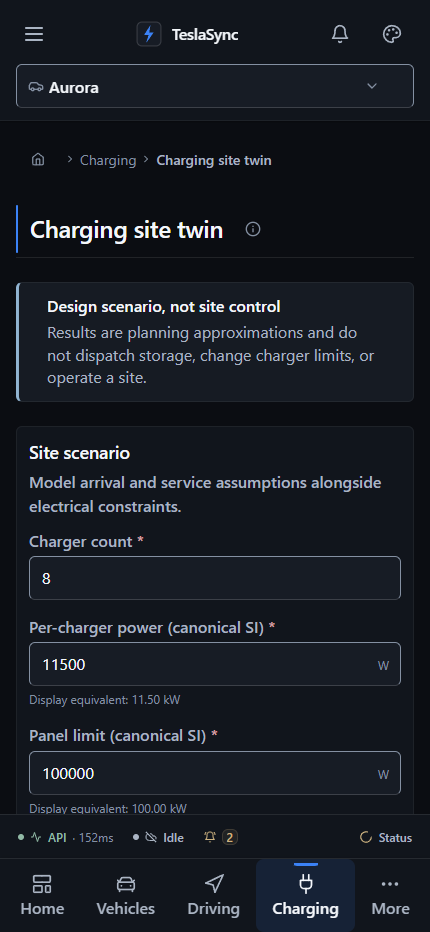 TeslaSync
Aurora
Charging
Charging site twin
Charging site twin
Design scenario, not site control
Results are planning approximations and do
not dispatch storage, change charger limits, or
operate a site.
Site scenario
Model arrival and service assumptions alongside
electrical constraints.
Charger count *
8
Per-charger power (canonical SI) *
11500 W
Display equivalent: 11.50 kW
Panel limit (canonical SI) *
100000 W
Display equivalent: 100.00 kW
API · 152ms Idle 2 Status
Home Vehicles Driving Charging More